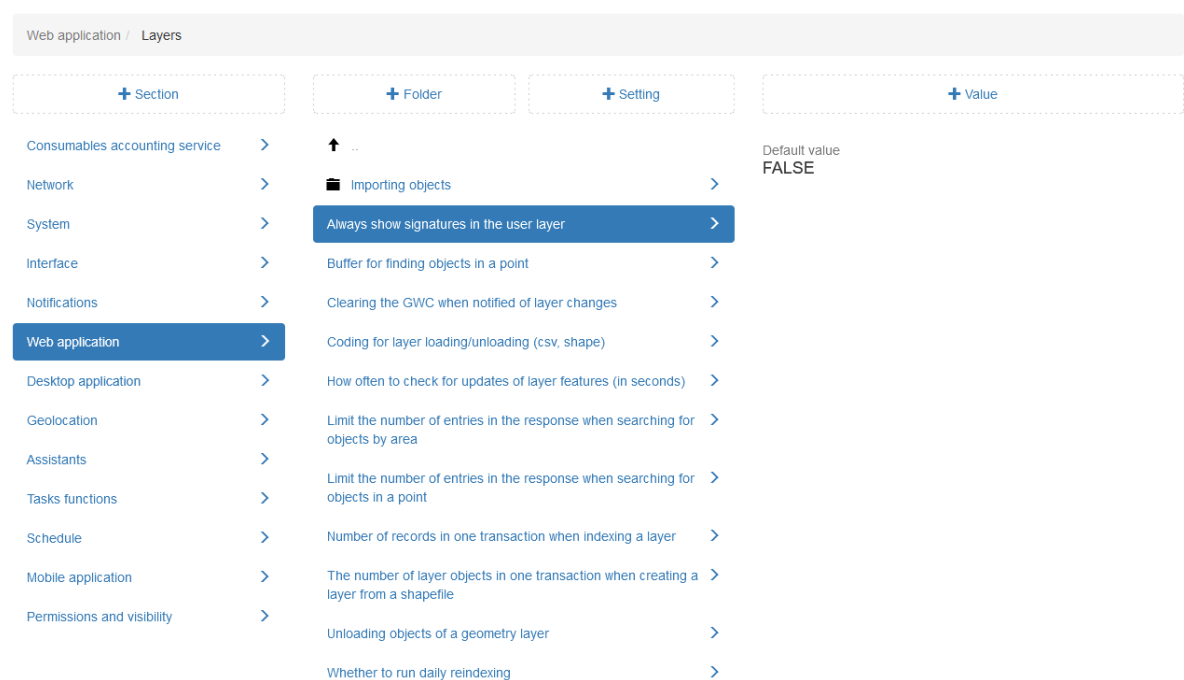 Web application / Layers
+ Section
+ Folder
+ Setting
+ Value
Consumables accounting service
Network
System
Interface
Notifications
Web application
Desktop application
Geolocation
Assistants
Tasks functions
Schedule
Mobile application
Permissions and visibility
..
Importing objects
Always show signatures in the user layer
Buffer for finding objects in a point
Clearing the GWC when notified of layer changes
Coding for layer loading/unloading (csv, shape)
How often to check for updates of layer features (in seconds)
Limit the number of entries in the response when searching for
objects by area
Limit the number of entries in the response when searching for
objects in a point
Number of records in one transaction when indexing a layer
The number of layer objects in one transaction when creating a
layer from a shapefile
Unloading objects of a geometry layer
Whether to run daily reindexing
Default value
FALSE